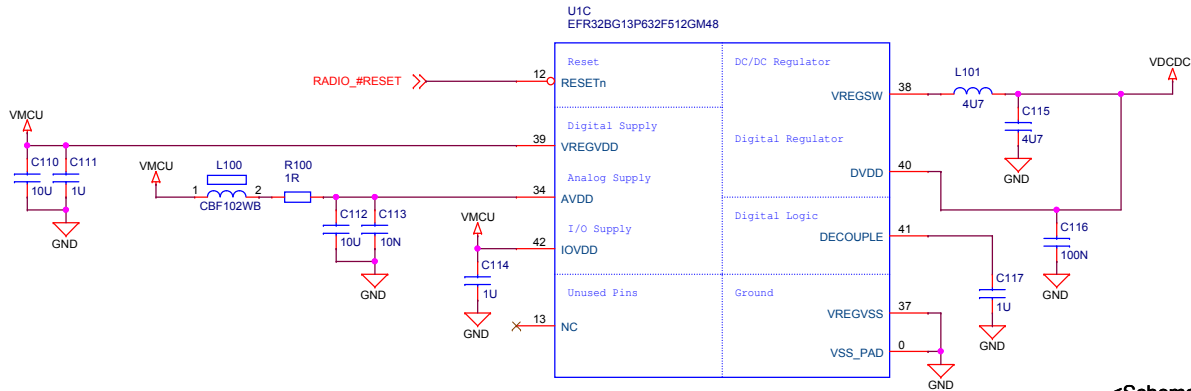 U1C
EFR32BG13P632F512GM48
Reset
DC/DC Regulator
RADIO_#RESET
12
RESETn
VREGSW
38
L101
4U7
VDCDC
C115
4U7
GND
VMCU
Digital Supply
39
VREGVDD
Digital Regulator
C110
10U
C111
1U
GND
VMCU
L100
1
2
CBF102WB
R100
1R
Analog Supply
34
AVDD
40
DVDD
C112
10U
C113
10N
GND
VMCU
I/O Supply
42
IOVDD
C114
1U
GND
Digital Logic
DECOUPLE
41
C116
100N
GND
C117
1U
GND
Unused Pins
13
NC
Ground
VREGVSS
37
VSS_PAD
0
GND